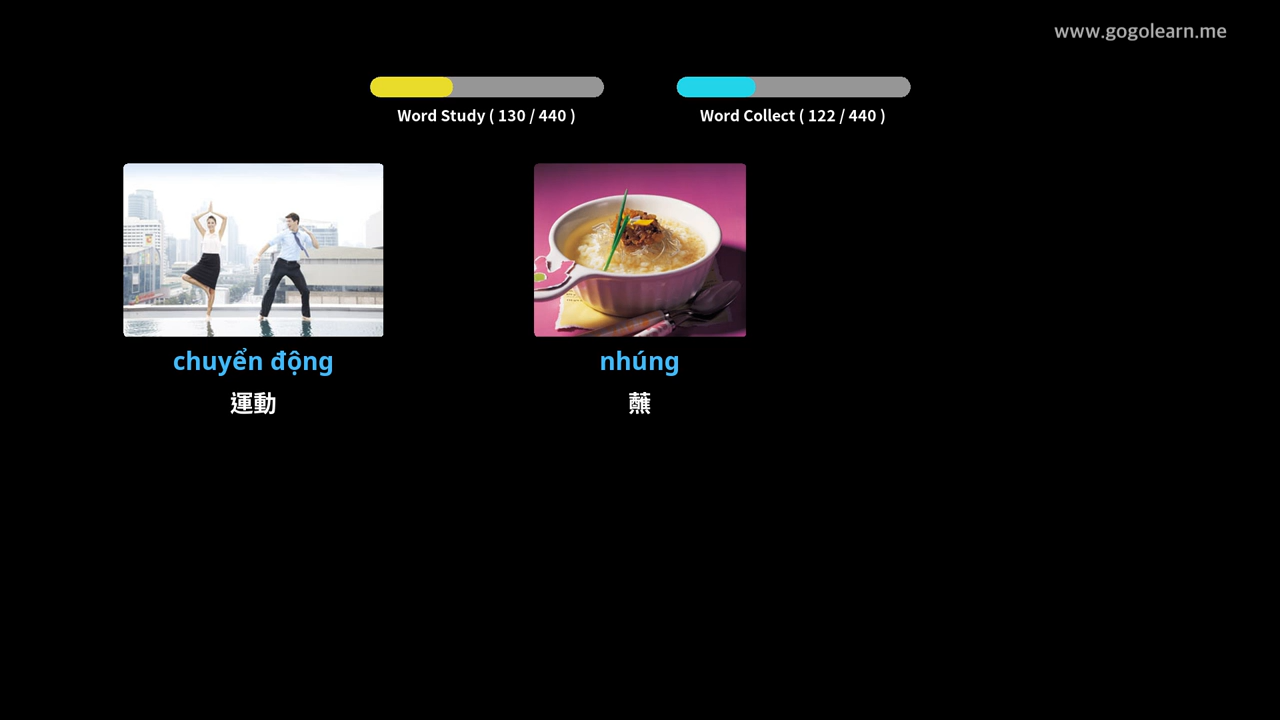 www.gogolearn.me
Word Study ( 130 / 440 )
Word Collect ( 122 / 440 )
chuyển động
運動
nhúng
蘸